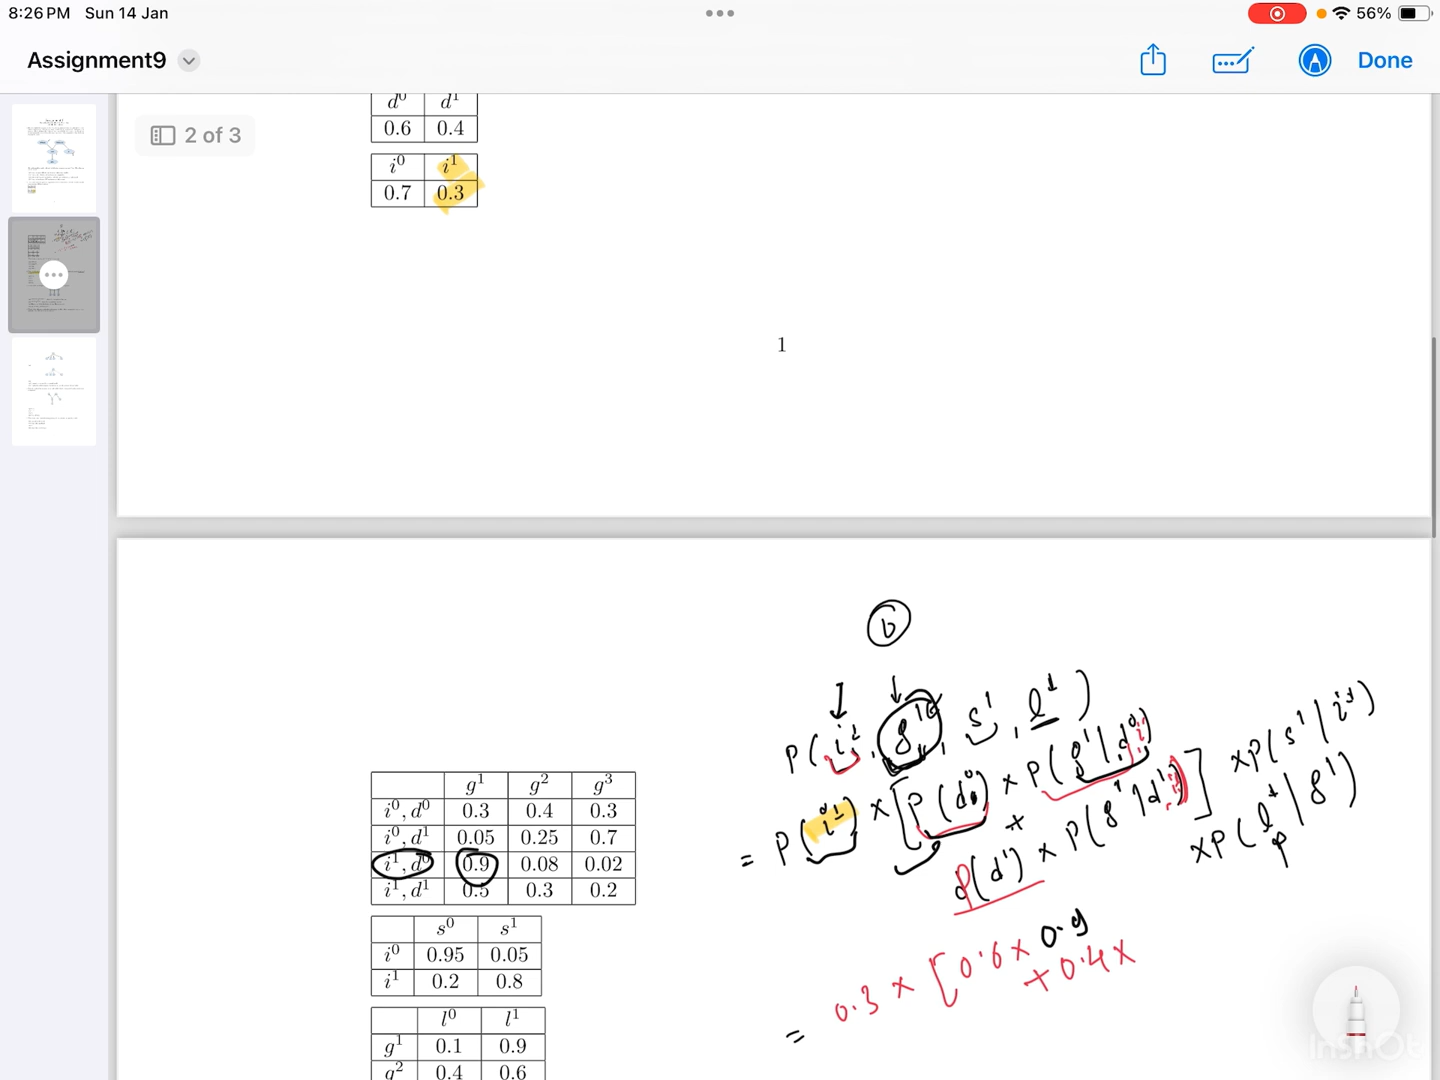 8:26 PM Sun 14 Jan
56%
Assignment9
Done
2 of 3
d⁰ d¹
0.6 0.4
i⁰ i¹
0.7 0.3
1
b
P(i¹, g¹, s¹, l¹)
= P(i¹) × [P(d⁰) × P(g¹|d⁰, i¹) ×P(s¹|i¹)
+
P(d¹) × P(g¹|d¹, i¹)] ×P(l¹|g¹)
= 0.3 × [0.6 × 0.9
+ 0.4 ×
g¹ g² g³
i⁰, d⁰ 0.3 0.4 0.3
i⁰, d¹ 0.05 0.25 0.7
i¹, d⁰ 0.9 0.08 0.02
i¹, d¹ 0.5 0.3 0.2
s⁰ s¹
i⁰ 0.95 0.05
i¹ 0.2 0.8
l⁰ l¹
g¹ 0.1 0.9
g² 0.4 0.6
InShOt